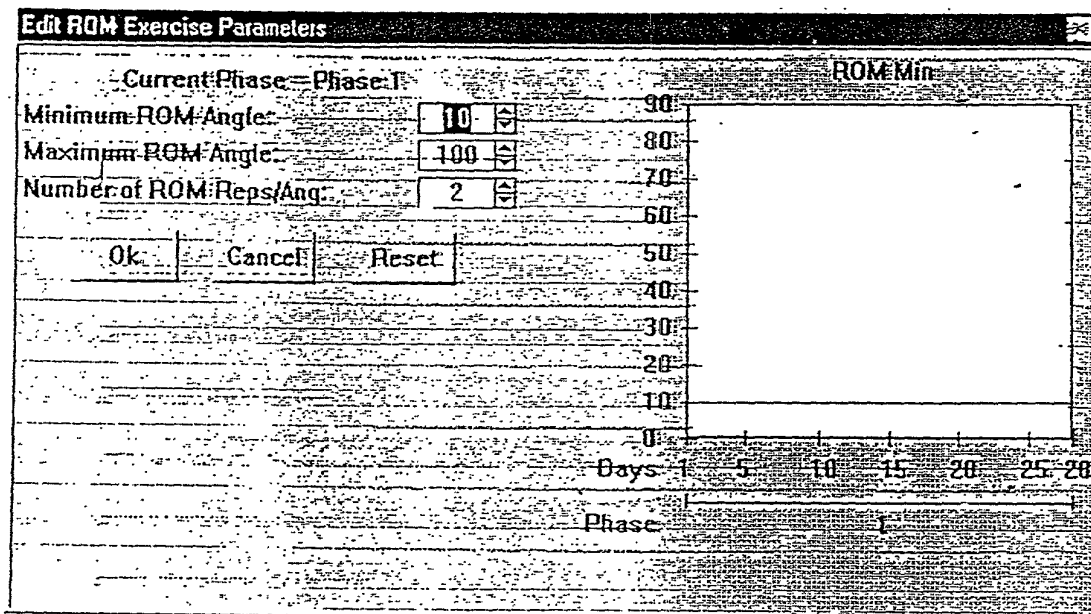 Edit ROM Exercise Parameters
Current Phase = Phase 1
Minimum ROM Angle: 10
Maximum ROM Angle: 100
Number of ROM Reps/Ang: 2
Ok Cancel Reset
ROM Min
90
80
70
60
50
40
30
20
10
0
Days 1 5 10 15 20 25 28
Phase 1